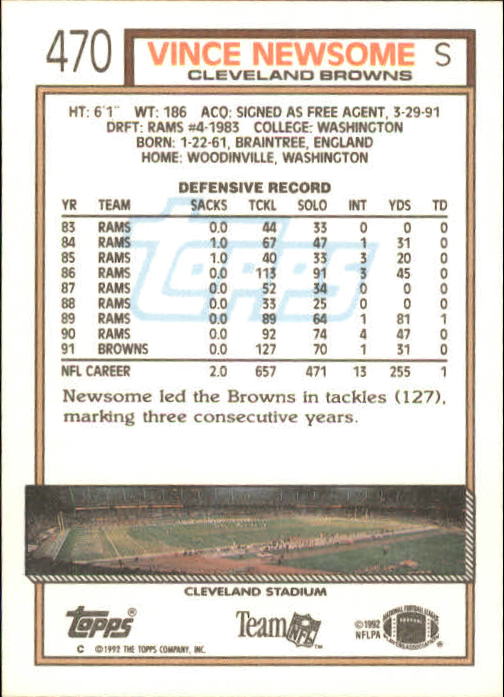 470 VINCE NEWSOME S
CLEVELAND BROWNS
HT: 6'1" WT: 186 ACQ: SIGNED AS FREE AGENT, 3-29-91
DRFT: RAMS #4-1983 COLLEGE: WASHINGTON
BORN: 1-22-61, BRAINTREE, ENGLAND
HOME: WOODINVILLE, WASHINGTON
DEFENSIVE RECORD
YR TEAM SACKS TCKL SOLO INT YDS TD
83 RAMS 0.0 44 33 0 0 0
84 RAMS 1.0 67 47 1 31 0
85 RAMS 1.0 40 33 3 20 0
86 RAMS 0.0 113 91 3 45 0
87 RAMS 0.0 52 34 0 0 0
88 RAMS 0.0 33 25 0 0 0
89 RAMS 0.0 89 64 1 81 1
90 RAMS 0.0 92 74 4 47 0
91 BROWNS 0.0 127 70 1 31 0
NFL CAREER 2.0 657 471 13 255 1
Topps
Newsome led the Browns in tackles (127),
marking three consecutive years.
CLEVELAND STADIUM
Topps® Team NFL™ ©1992 NFLPA NATIONAL FOOTBALL LEAGUE PLAYERS ASSOCIATION ®
C ©1992 THE TOPPS COMPANY, INC.